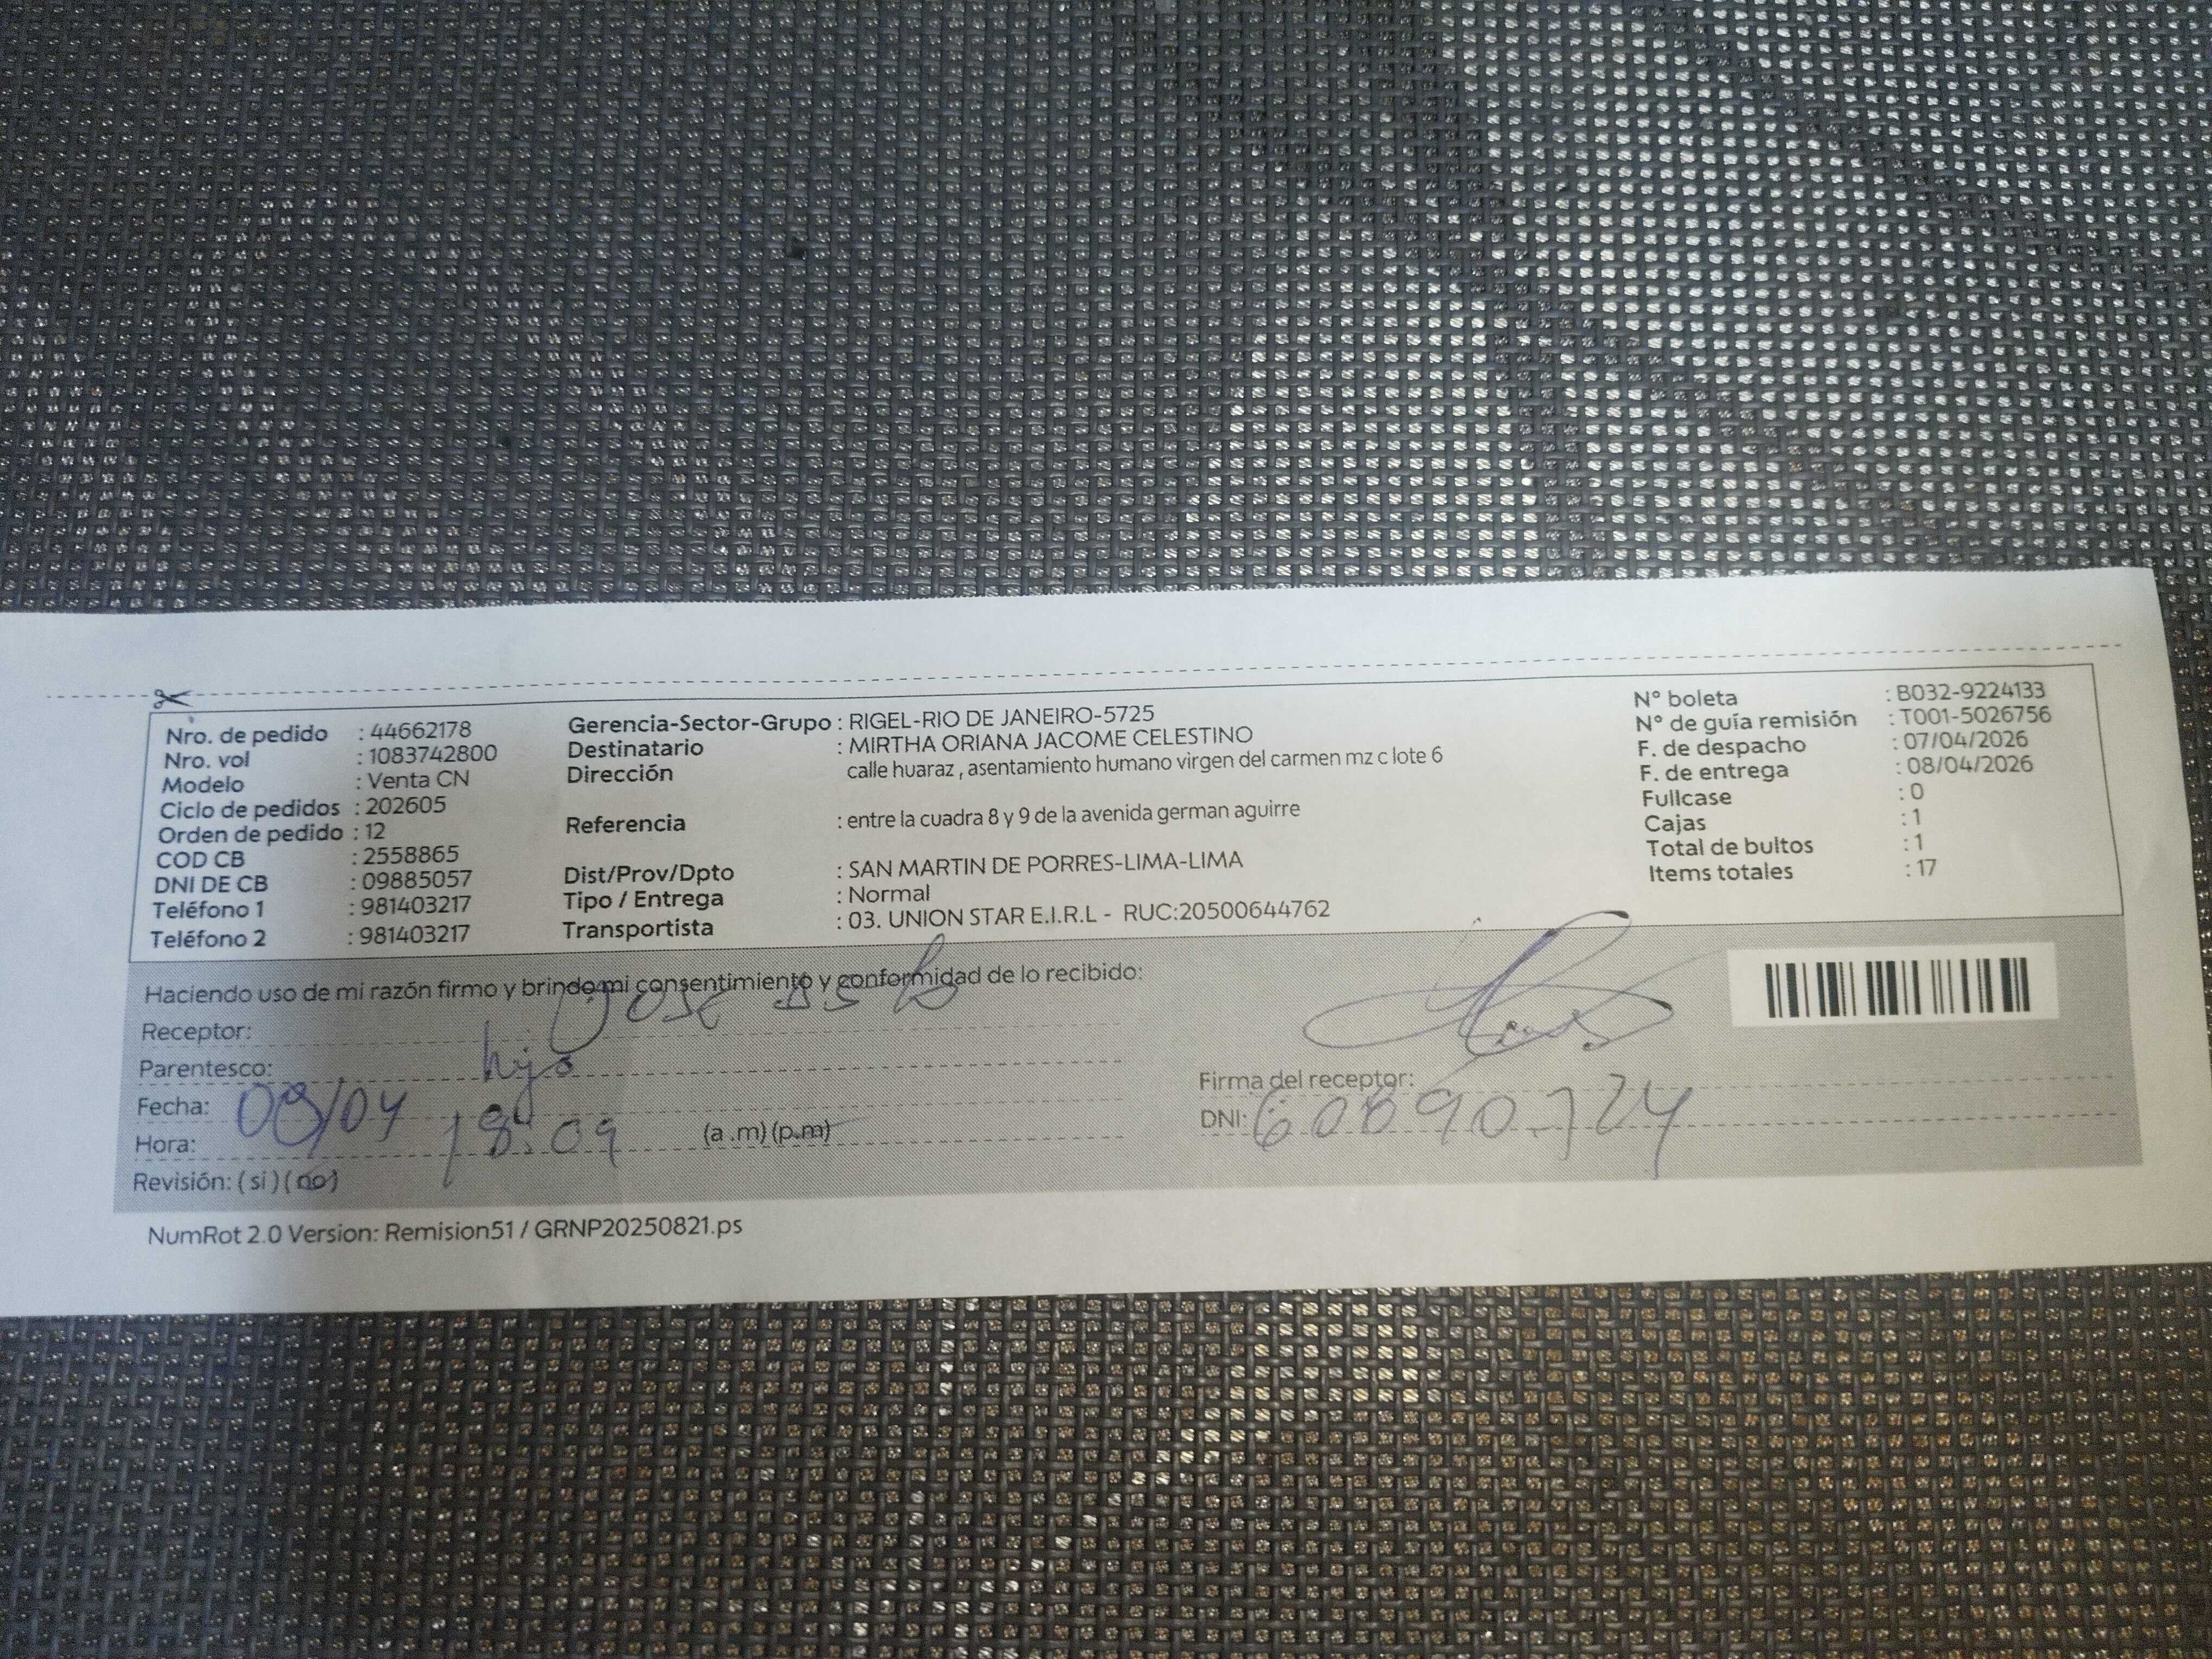 Nro. de pedido : 44662178
Nro. vol : 1083742800
Modelo : Venta CN
Ciclo de pedidos : 202605
Orden de pedido : 12
COD CB : 2558865
DNI DE CB : 09885057
Teléfono 1 : 981403217
Teléfono 2 : 981403217
Gerencia-Sector-Grupo : RIGEL-RIO DE JANEIRO-5725
Destinatario : MIRTHA ORIANA JACOME CELESTINO
Dirección calle huaraz , asentamiento humano virgen del carmen mz c lote 6
Referencia : entre la cuadra 8 y 9 de la avenida german aguirre
Dist/Prov/Dpto : SAN MARTIN DE PORRES-LIMA-LIMA
Tipo / Entrega : Normal
Transportista : 03. UNION STAR E.I.R.L - RUC:20500644762
N° boleta : B032-9224133
N° de guía remisión : T001-5026756
F. de despacho : 07/04/2026
F. de entrega : 08/04/2026
Fullcase : 0
Cajas : 1
Total de bultos : 1
Items totales : 17
Haciendo uso de mi razón firmo y brindo mi consentimiento y conformidad de lo recibido:
Receptor: Jose
Parentesco: hijo
Fecha: 08/04
Hora: 18:09 (a .m) (p.m)
Revisión: ( si ) ( no )
Firma del receptor:
DNI:
NumRot 2.0 Version: Remision51 / GRNP20250821.ps